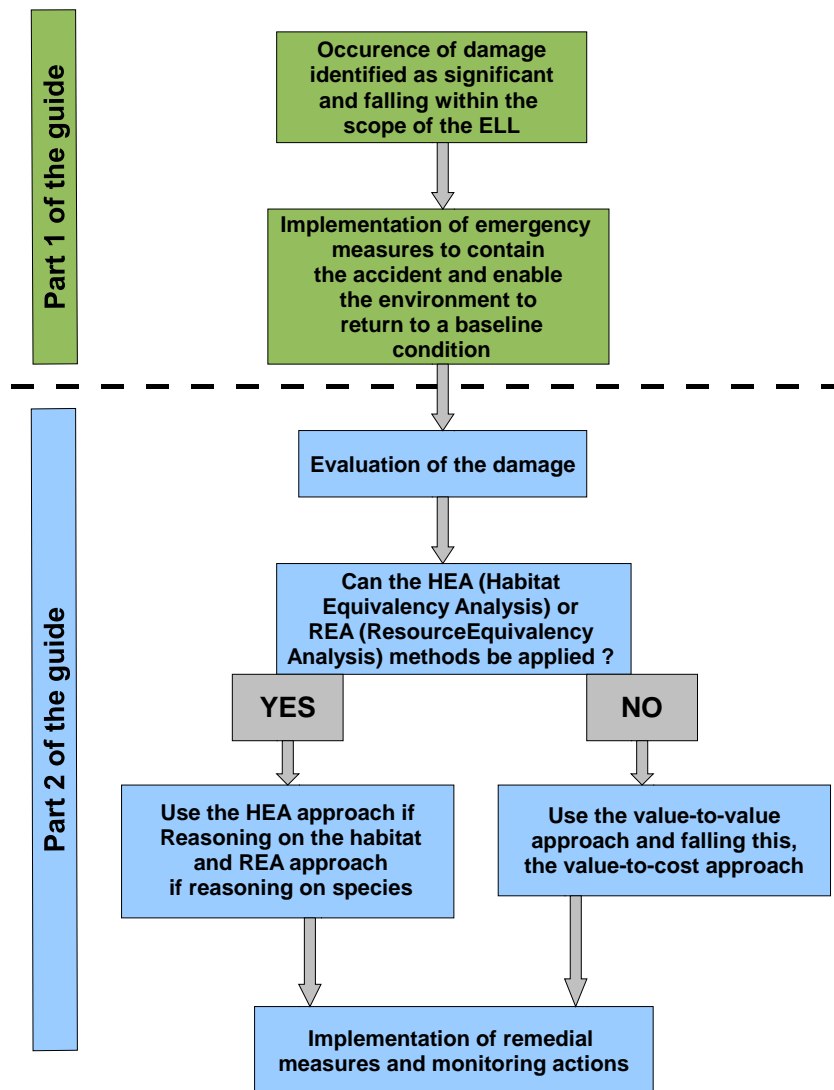 Part 1 of the guide
Occurence of damage
identified as significant
and falling within the
scope of the ELL
Implementation of emergency
measures to contain
the accident and enable
the environment to
return to a baseline
condition
Part 2 of the guide
Evaluation of the damage
Can the HEA (Habitat
Equivalency Analysis) or
REA (ResourceEquivalency
Analysis) methods be applied ?
YES
NO
Use the HEA approach if
Reasoning on the habitat
and REA approach
if reasoning on species
Use the value-to-value
approach and falling this,
the value-to-cost approach
Implementation of remedial
measures and monitoring actions